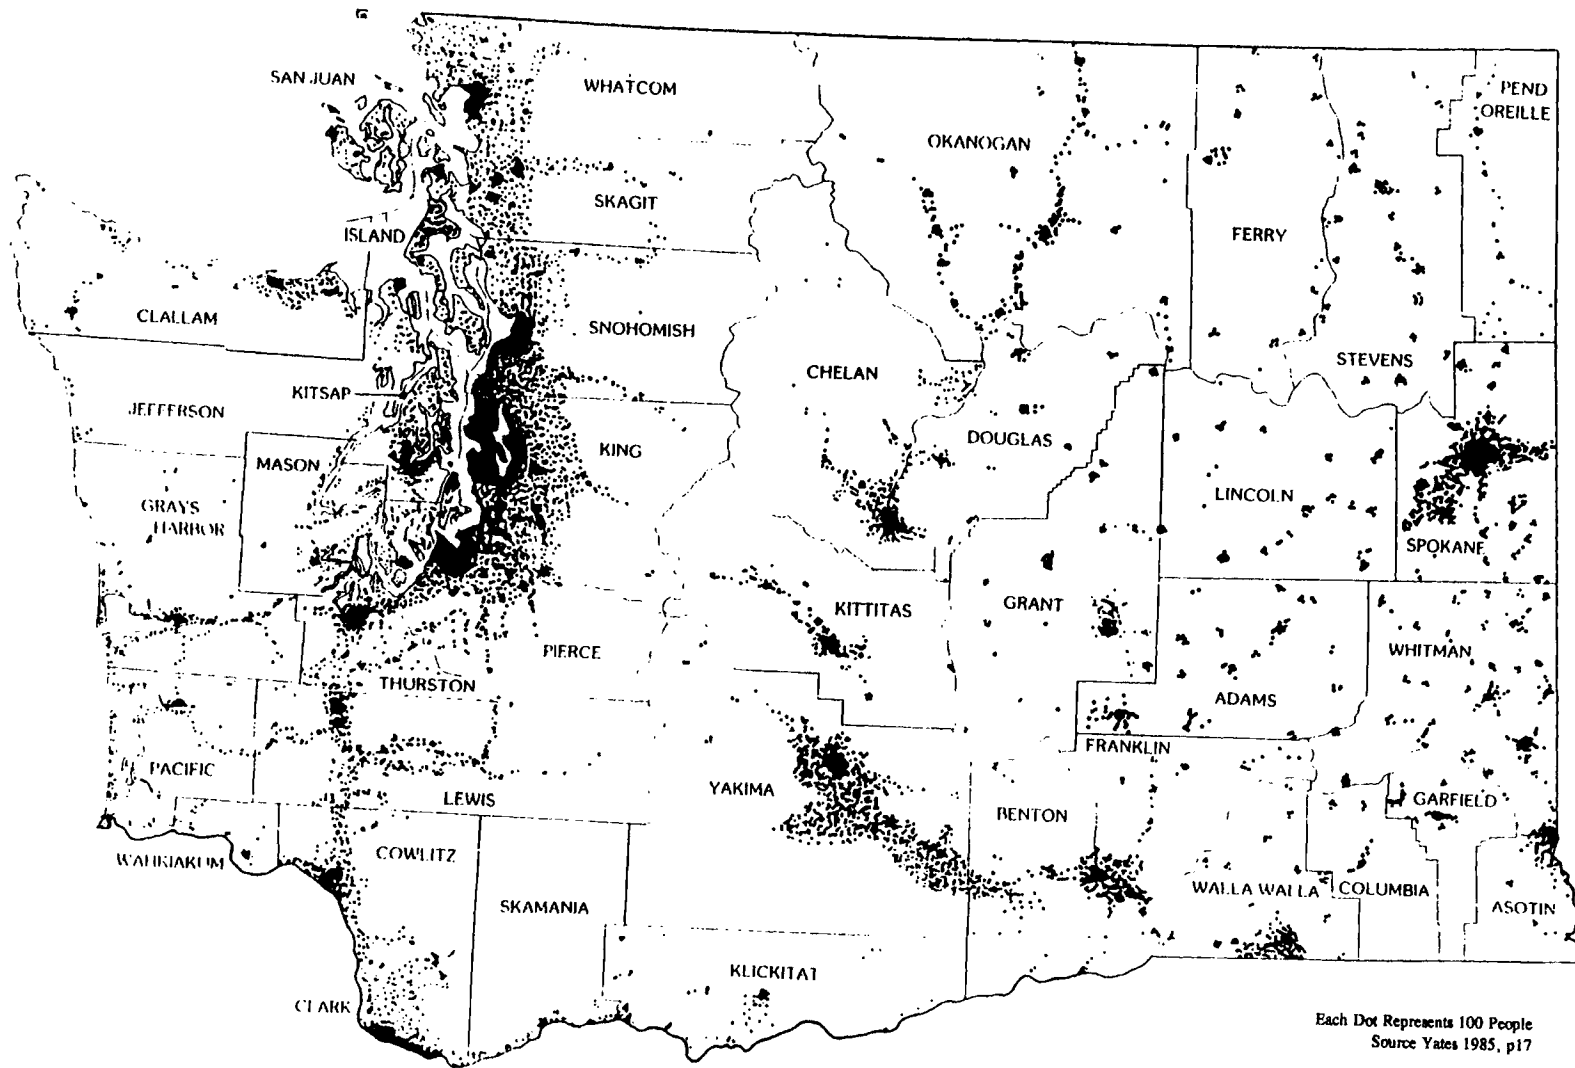 SAN JUAN
WHATCOM
PEND
OREILLE
OKANOGAN
SKAGIT
ISLAND
FERRY
CLALLAM
SNOHOMISH
STEVENS
CHELAN
KITSAP
JEFFERSON
DOUGLAS
KING
MASON
LINCOLN
GRAYS
HARBOR
SPOKANE
KITTITAS
GRANT
PIERCE
WHITMAN
THURSTON
ADAMS
FRANKLIN
PACIFIC
YAKIMA
LEWIS
GARFIELD
BENTON
COWLITZ
WAHKIAKUM
WALLA WALLA
COLUMBIA
SKAMANIA
ASOTIN
KLICKITAT
CLARK
Each Dot Represents 100 People
Source Yates 1985, p17